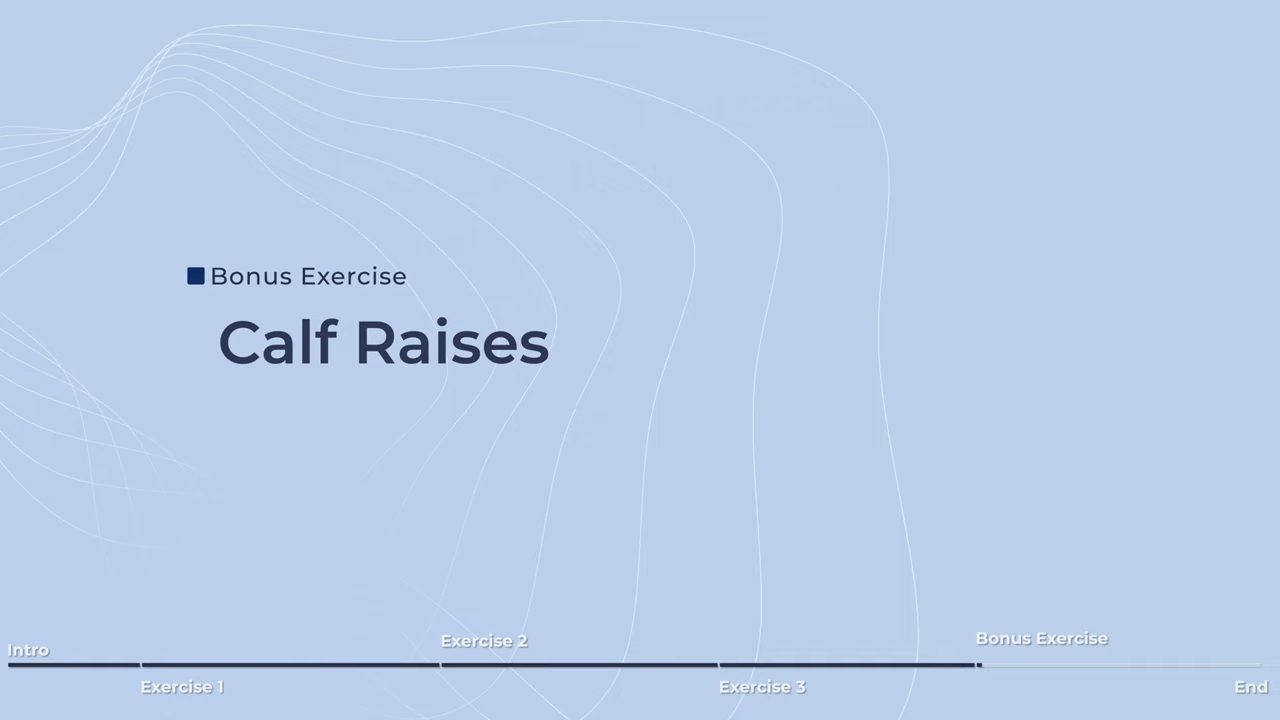 Bonus Exercise
Calf Raises
Intro
Exercise 1
Exercise 2
Exercise 3
Bonus Exercise
End